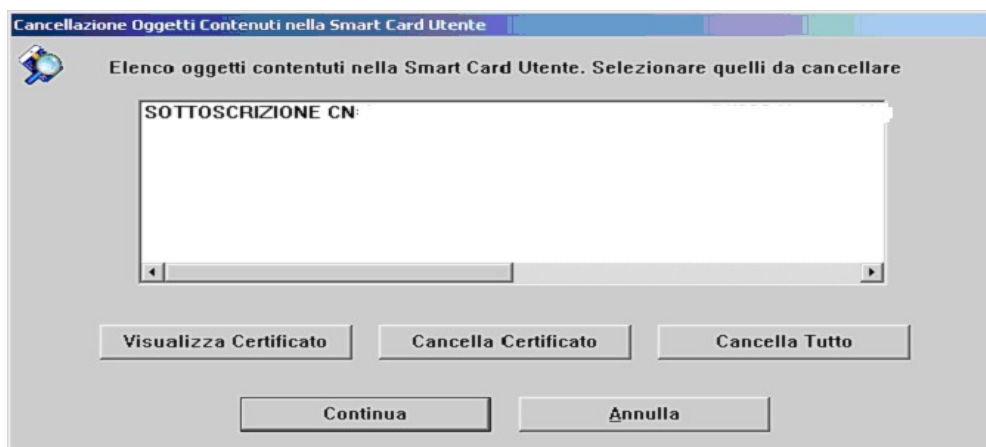 Cancellazione Oggetti Contenuti nella Smart Card Utente
Elenco oggetti contentuti nella Smart Card Utente. Selezionare quelli da cancellare
SOTTOSCRIZIONE CN:
Visualizza Certificato
Cancella Certificato
Cancella Tutto
Continua
Annulla